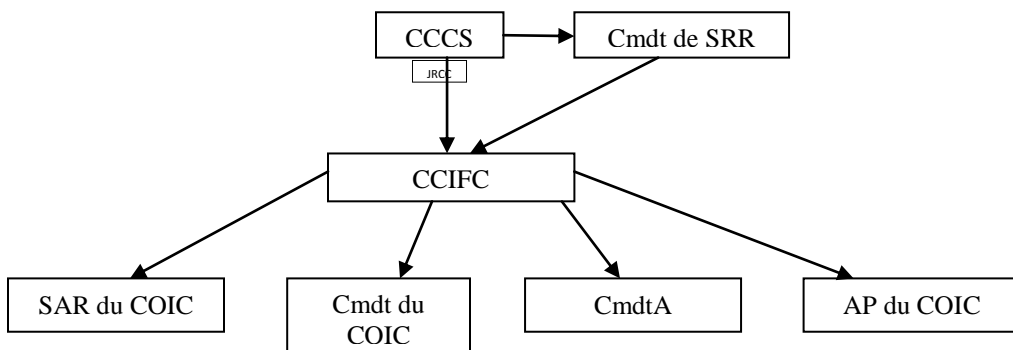 CCCS
Cmdt de SRR
JRCC
CCIFC
SAR du COIC
Cmdt du
COIC
CmdtA
AP du COIC